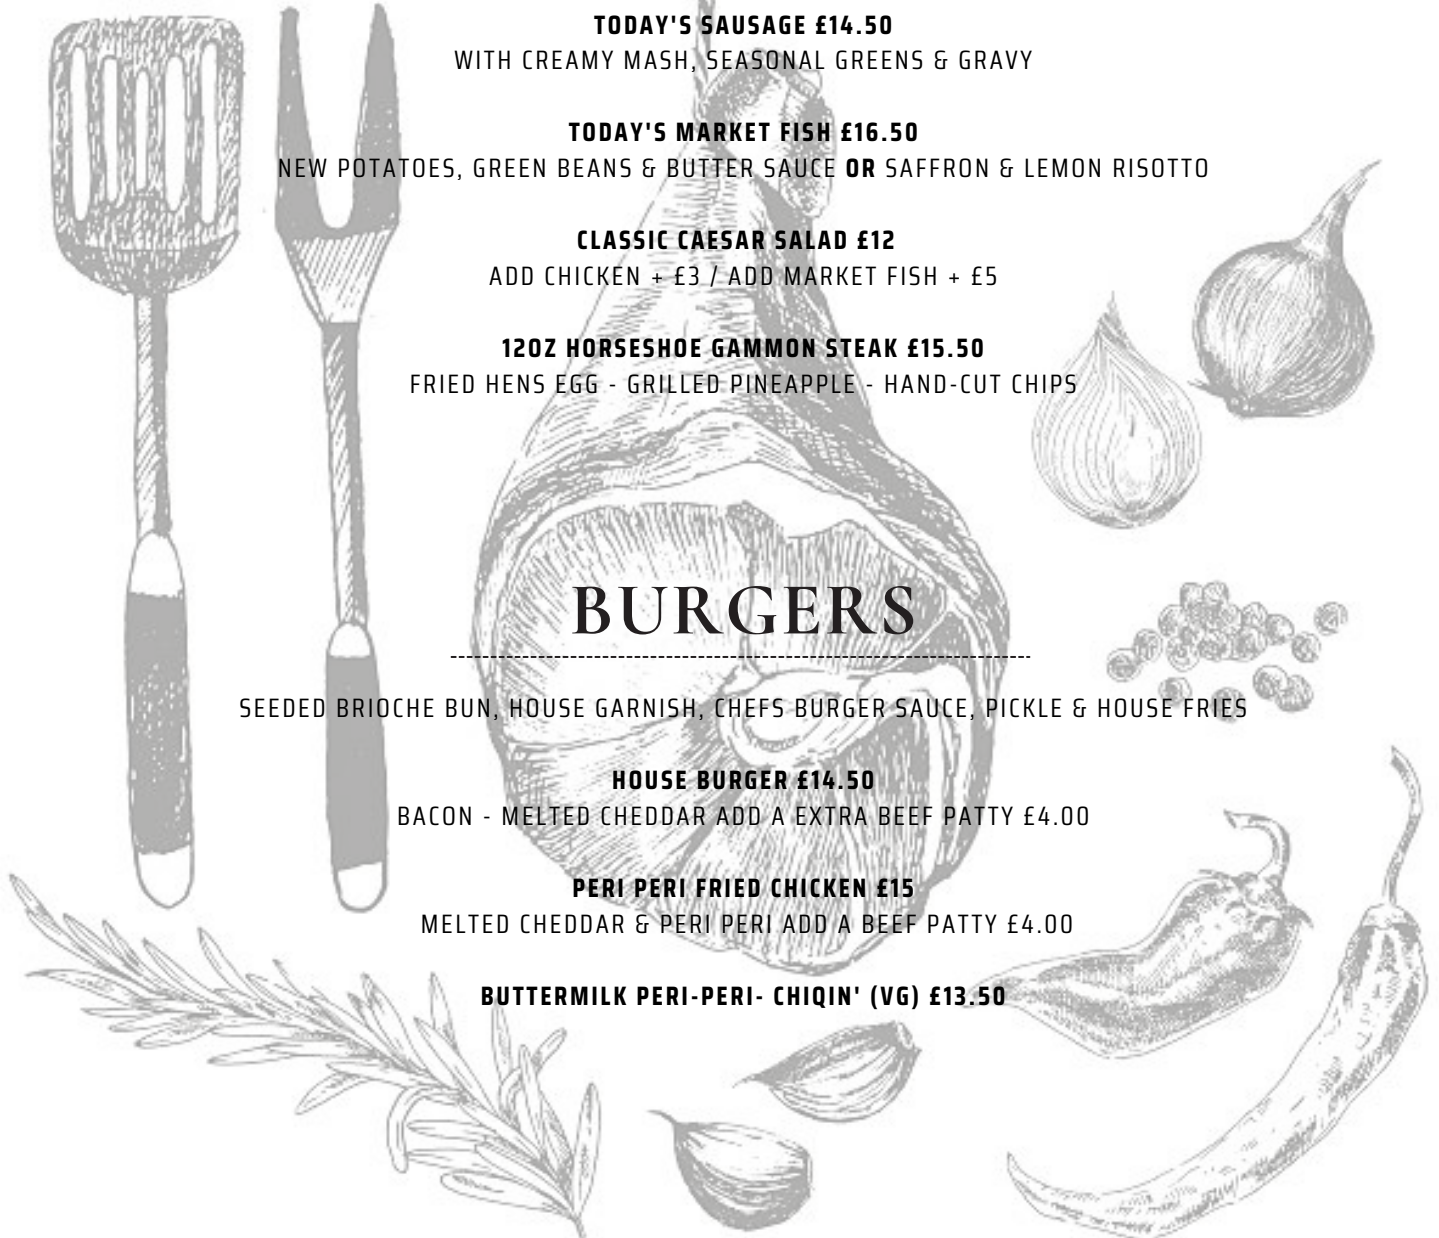 TODAY'S SAUSAGE £14.50
WITH CREAMY MASH, SEASONAL GREENS & GRAVY
TODAY'S MARKET FISH £16.50
NEW POTATOES, GREEN BEANS & BUTTER SAUCE OR SAFFRON & LEMON RISOTTO
CLASSIC CAESAR SALAD £12
ADD CHICKEN + £3 / ADD MARKET FISH + £5
12OZ HORSESHOE GAMMON STEAK £15.50
FRIED HENS EGG - GRILLED PINEAPPLE - HAND-CUT CHIPS
BURGERS
SEEDED BRIOCHE BUN, HOUSE GARNISH, CHEFS BURGER SAUCE, PICKLE & HOUSE FRIES
HOUSE BURGER £14.50
BACON - MELTED CHEDDAR ADD A EXTRA BEEF PATTY £4.00
PERI PERI FRIED CHICKEN £15
MELTED CHEDDAR & PERI PERI ADD A BEEF PATTY £4.00
BUTTERMILK PERI-PERI- CHIQIN' (VG) £13.50